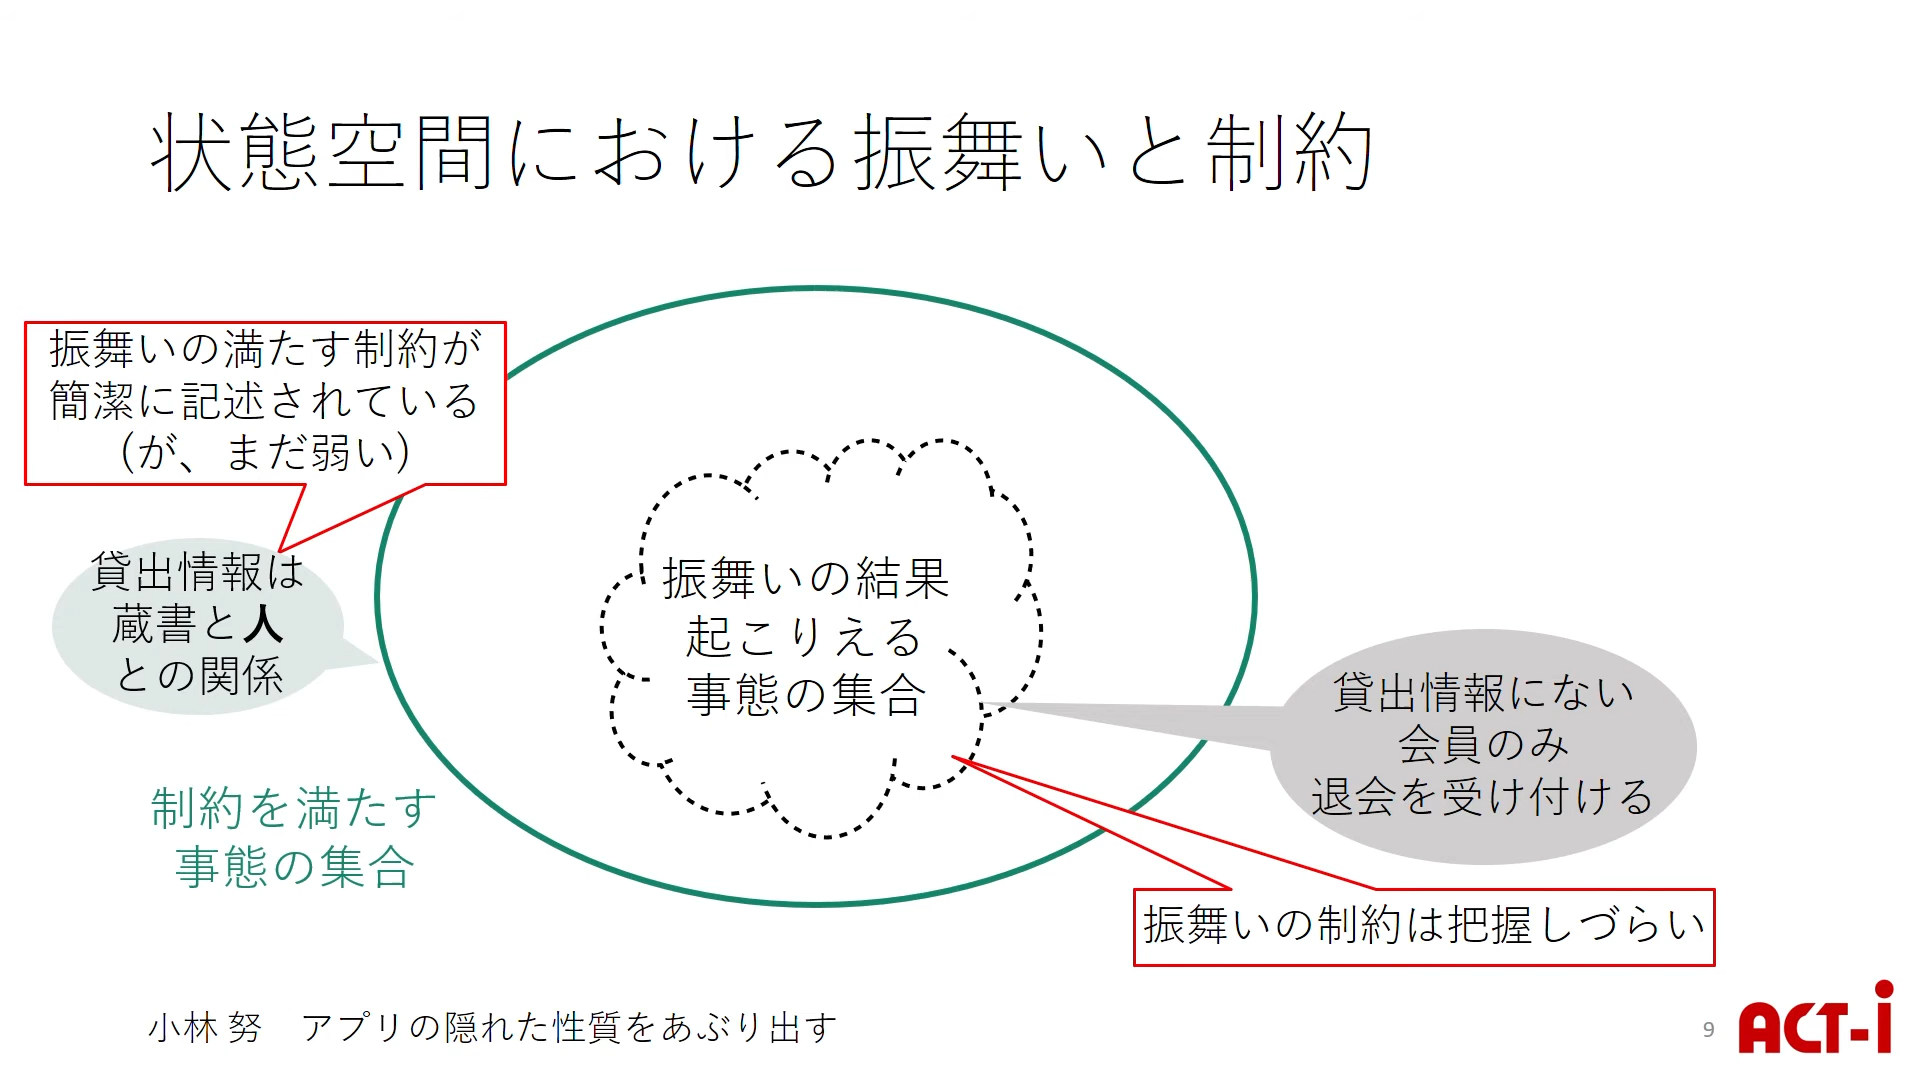 状態空間における振舞いと制約
振舞いの満たす制約が
簡潔に記述されている
(が、まだ弱い)
貸出情報は
蔵書と人
との関係
制約を満たす
事態の集合
振舞いの結果
起こりえる
事態の集合
貸出情報にない
会員のみ
退会を受け付ける
振舞いの制約は把握しづらい
小林 努　アプリの隠れた性質をあぶり出す
9
ACT-i